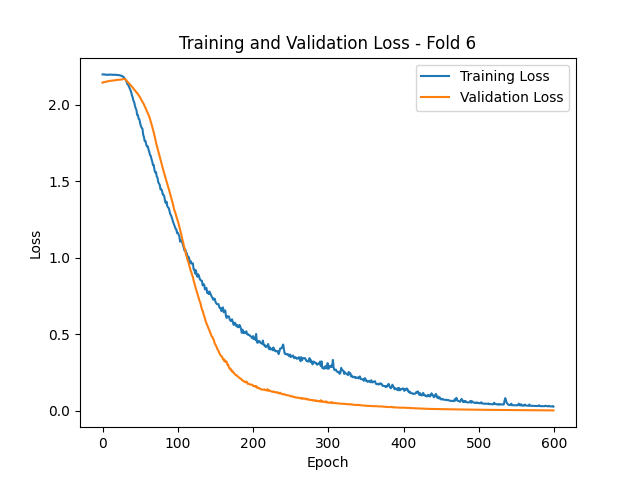 Training and Validation Loss - Fold 6
Training Loss
Validation Loss
Loss
2.0
1.5
1.0
0.5
0.0
0 100 200 300 400 500 600
Epoch